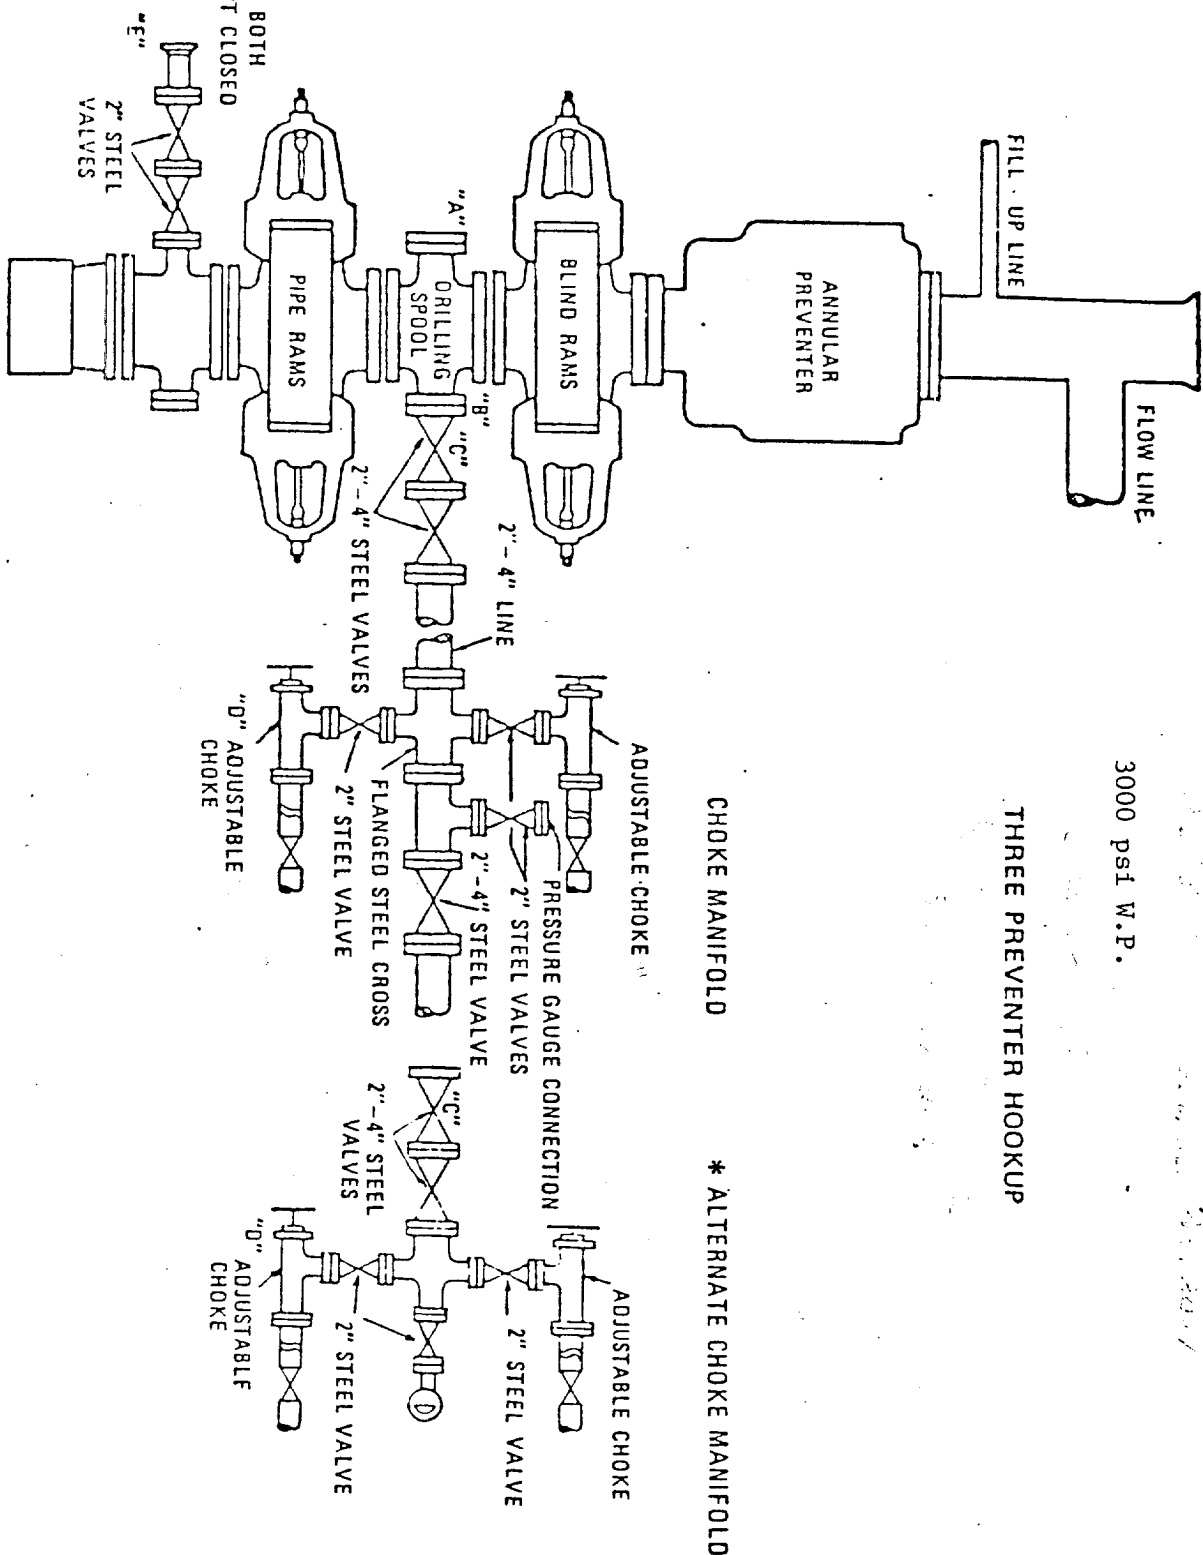 3000 psi W.P.
THREE PREVENTER HOOKUP
FILL-UP LINE
FLOW LINE
ANNULAR
PREVENTER
BLIND RAMS
"A"
DRILLING
SPOOL
"B"
"C"
2"-4" STEEL VALVES
2"-4" LINE
PIPE RAMS
BOTH
T CLOSED
"E"
2" STEEL
VALVES
CHOKE MANIFOLD
ADJUSTABLE CHOKE
PRESSURE GAUGE CONNECTION
2" STEEL VALVES
2"-4" STEEL VALVE
FLANGED STEEL CROSS
2" STEEL VALVE
"D" ADJUSTABLE
CHOKE
* ALTERNATE CHOKE MANIFOLD
ADJUSTABLE CHOKE
2" STEEL VALVE
"C"
2"-4" STEEL
VALVES
2" STEEL VALVE
"D"
ADJUSTABLE
CHOKE